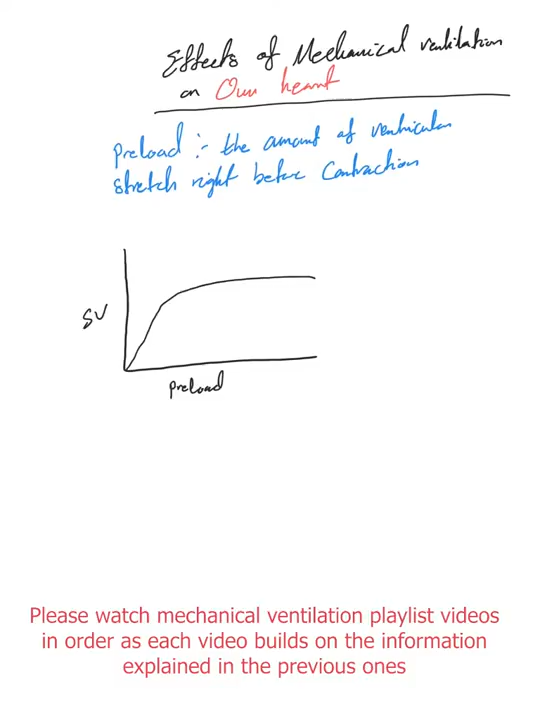 Effects of Mechanical ventilation
on Our heart
preload :- the amount of ventricular
stretch right before Contraction
SV
preload
Please watch mechanical ventilation playlist videos
in order as each video builds on the information
explained in the previous ones